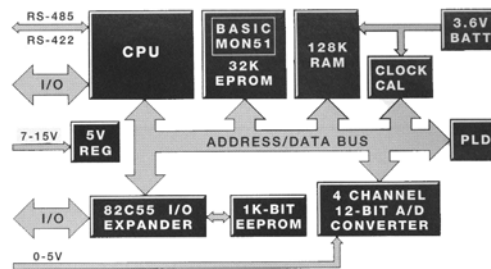 RS-485
RS-422
CPU
BASIC
MON51
32K
EPROM
128K
RAM
3.6V
BATT
CLOCK
CAL
I/O
7-15V
5V
REG
ADDRESS/DATA BUS
PLD
I/O
82C55 I/O
EXPANDER
1K-BIT
EEPROM
4 CHANNEL
12-BIT A/D
CONVERTER
0-5V